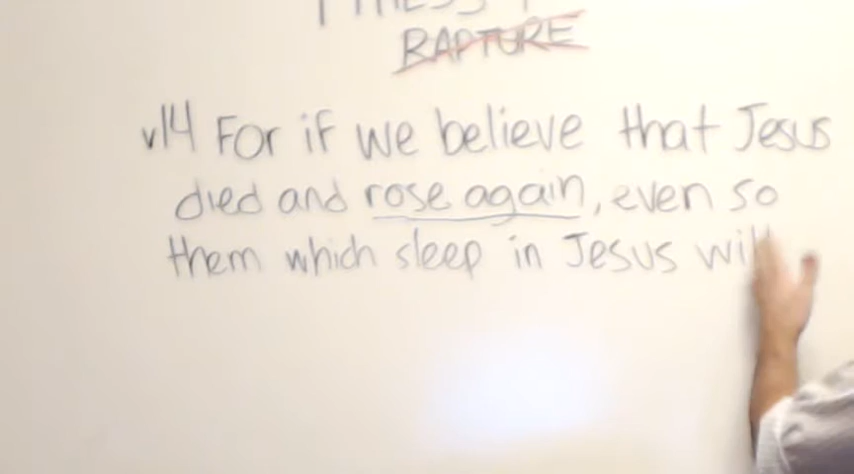 RAPTURE
v14 For if we believe that Jesus
died and rose again, even so
them which sleep in Jesus will